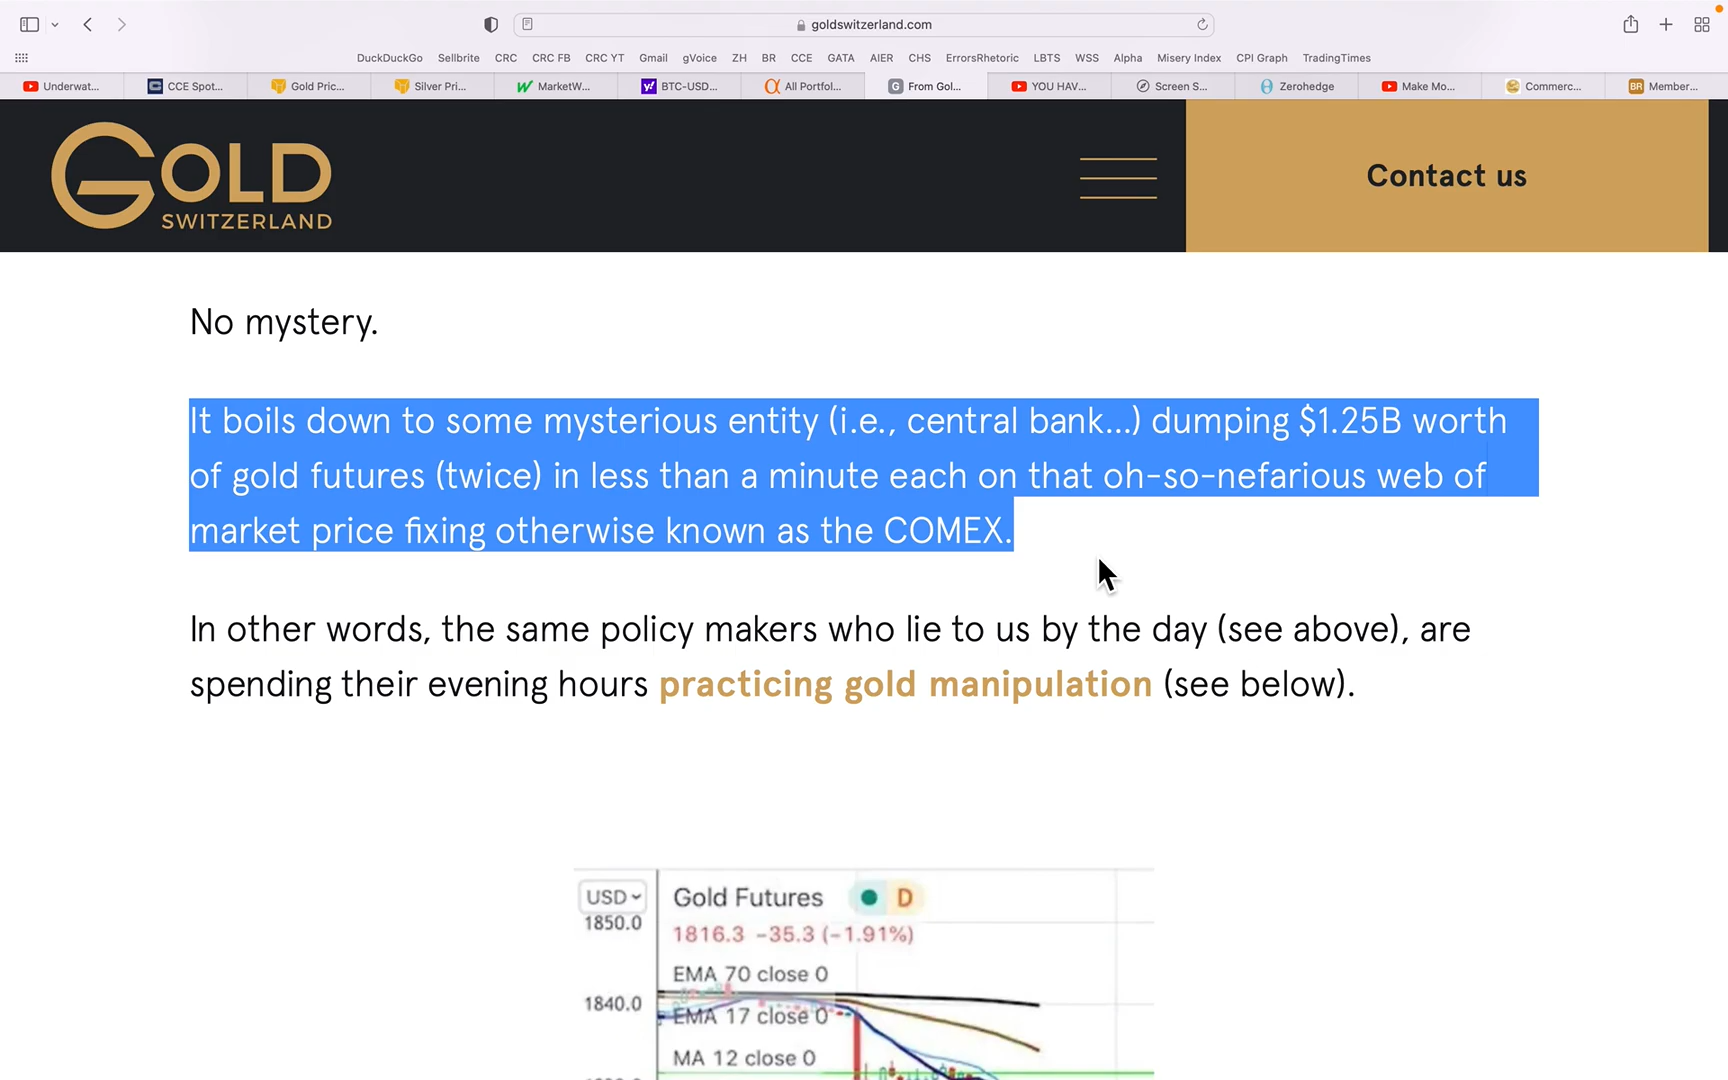 goldswitzerland.com
DuckDuckGo Sellbrite CRC CRC FB CRC YT Gmail gVoice ZH BR CCE GATA AIER CHS ErrorsRhetoric LBTS WSS Alpha Misery Index CPI Graph TradingTimes
Underwat... CCE Spot... Gold Pric... Silver Pri... MarketW... BTC-USD... All Portfol... From Gol... YOU HAV... Screen S... Zerohedge Make Mo... Commerc... Member...
GOLD
SWITZERLAND
Contact us
No mystery.
It boils down to some mysterious entity (i.e., central bank...) dumping $1.25B worth
of gold futures (twice) in less than a minute each on that oh-so-nefarious web of
market price fixing otherwise known as the COMEX.
In other words, the same policy makers who lie to us by the day (see above), are
spending their evening hours practicing gold manipulation (see below).
USD Gold Futures D
1850.0
1816.3 -35.3 (-1.91%)
EMA 70 close 0
1840.0
EMA 17 close 0
MA 12 close 0